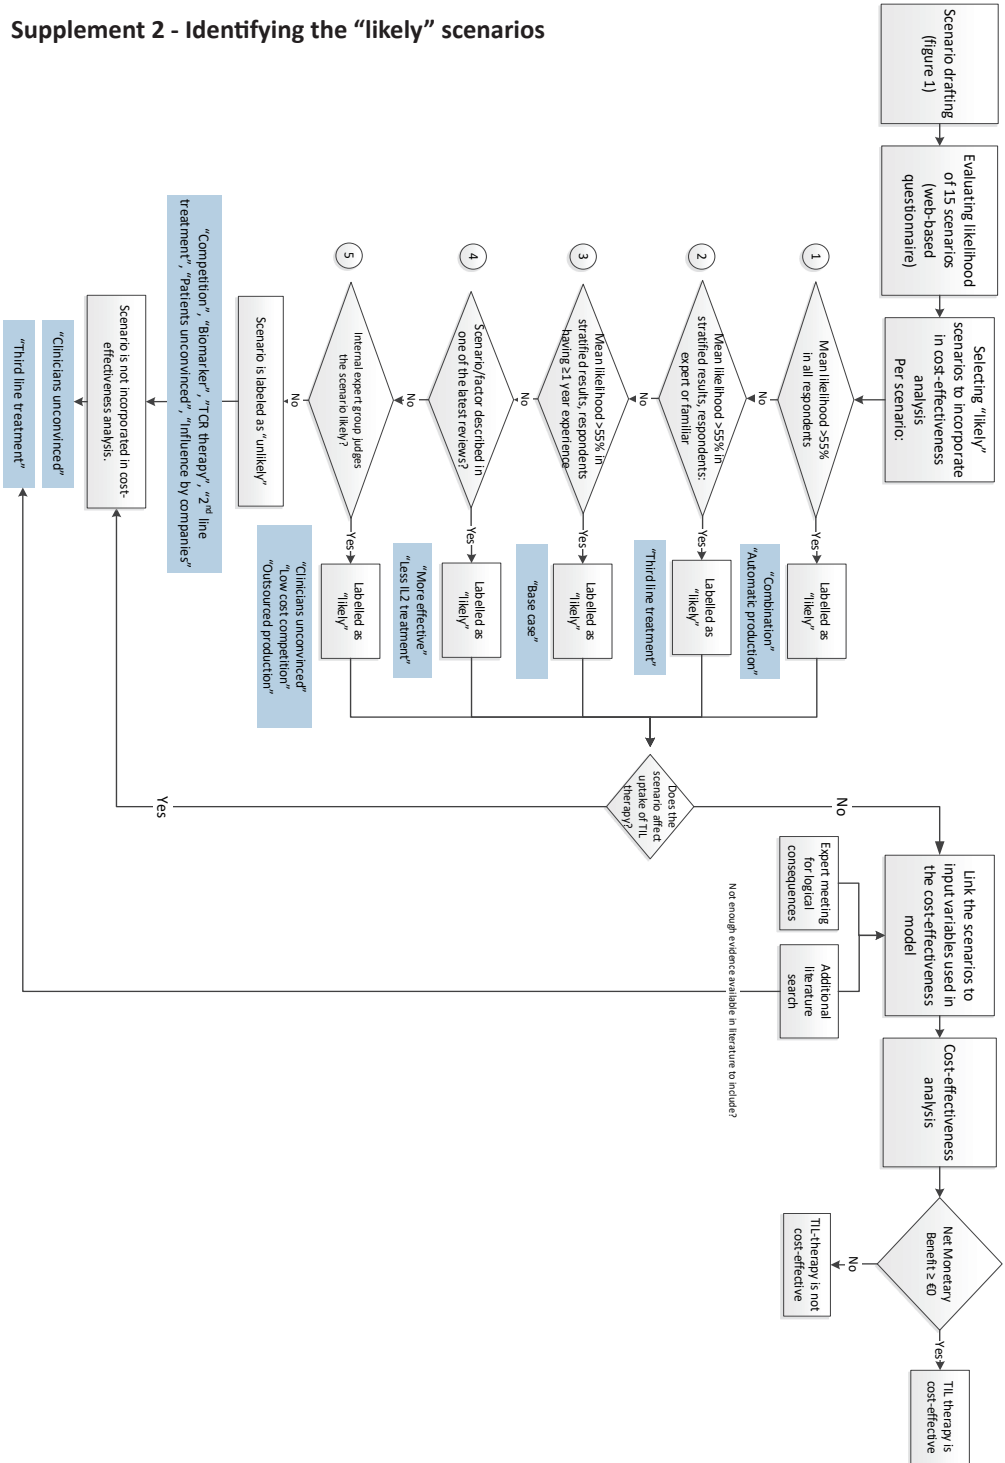 Supplement 2 - Identifying the “likely” scenarios
Scenario drafting
(figure 1)
Evaluating likelihood
of 15 scenarios
(web-based
questionnaire)
Selecting “likely”
scenarios to incorporate
in cost-effectiveness
analysis
Per scenario:
1
Mean likelihood >55%
in all respondents
Yes
Labelled as
“likely”
“Combination”
“Automatic production”
No
2
Mean likelihood >55% in
stratified results, respondents:
expert or familiar
Yes
Labelled as
“likely”
“Third line treatment”
No
3
Mean likelihood >55% in
stratified results, respondents
having ≥1 year experience
Yes
Labelled as
“likely”
“Base case”
No
4
Scenario/factor described in
one of the latest reviews?
Yes
Labelled as
“likely”
“More effective”
“Less IL2 treatment”
No
5
Internal expert group judges
the scenario likely?
Yes
Labelled as
“likely”
“Clinicians unconvinced”
“Low cost competition”
“Outsourced production”
No
Scenario is labeled as “unlikely”
“Competition”, “Biomarker”, “TCR therapy”, “2nd line
treatment”, “Patients unconvinced”, “Influence by companies”
Scenario is not incorporated in cost-
effectiveness analysis.
“Clinicians unconvinced”
“Third line treatment”
Does the
scenario affect
uptake of TIL
therapy?
Yes
No
Link the scenarios to
input variables used in
the cost-effectiveness
model
Expert meeting
for logical
consequences
Additional
literature
search
Not enough evidence available in literature to include?
Cost-effectiveness
analysis
Net Monetary
Benefit ≥ €0
No
TIL-therapy is not
cost-effective
Yes
TIL therapy is
cost-effective